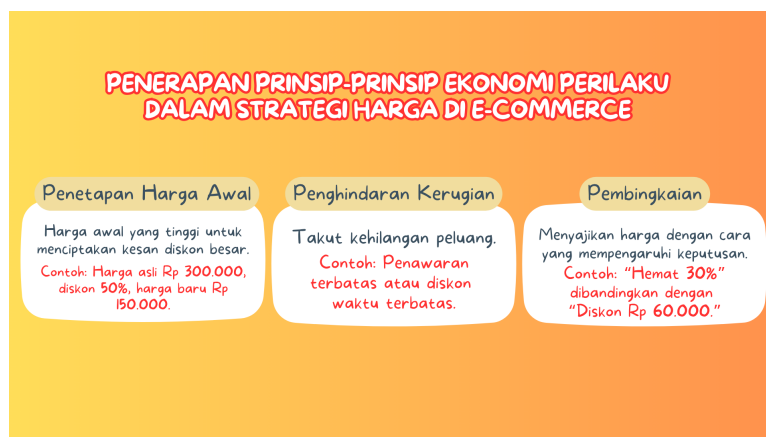 PENERAPAN PRINSIP-PRINSIP EKONOMI PERILAKU
DALAM STRATEGI HARGA DI E-COMMERCE
Penetapan Harga Awal
Harga awal yang tinggi untuk
menciptakan kesan diskon besar.
Contoh: Harga asli Rp 300.000,
diskon 50%, harga baru Rp
150.000.
Penghindaran Kerugian
Takut kehilangan peluang.
Contoh: Penawaran
terbatas atau diskon
waktu terbatas.
Pembingkaian
Menyajikan harga dengan cara
yang mempengaruhi keputusan.
Contoh: “Hemat 30%”
dibandingkan dengan
“Diskon Rp 60.000.”